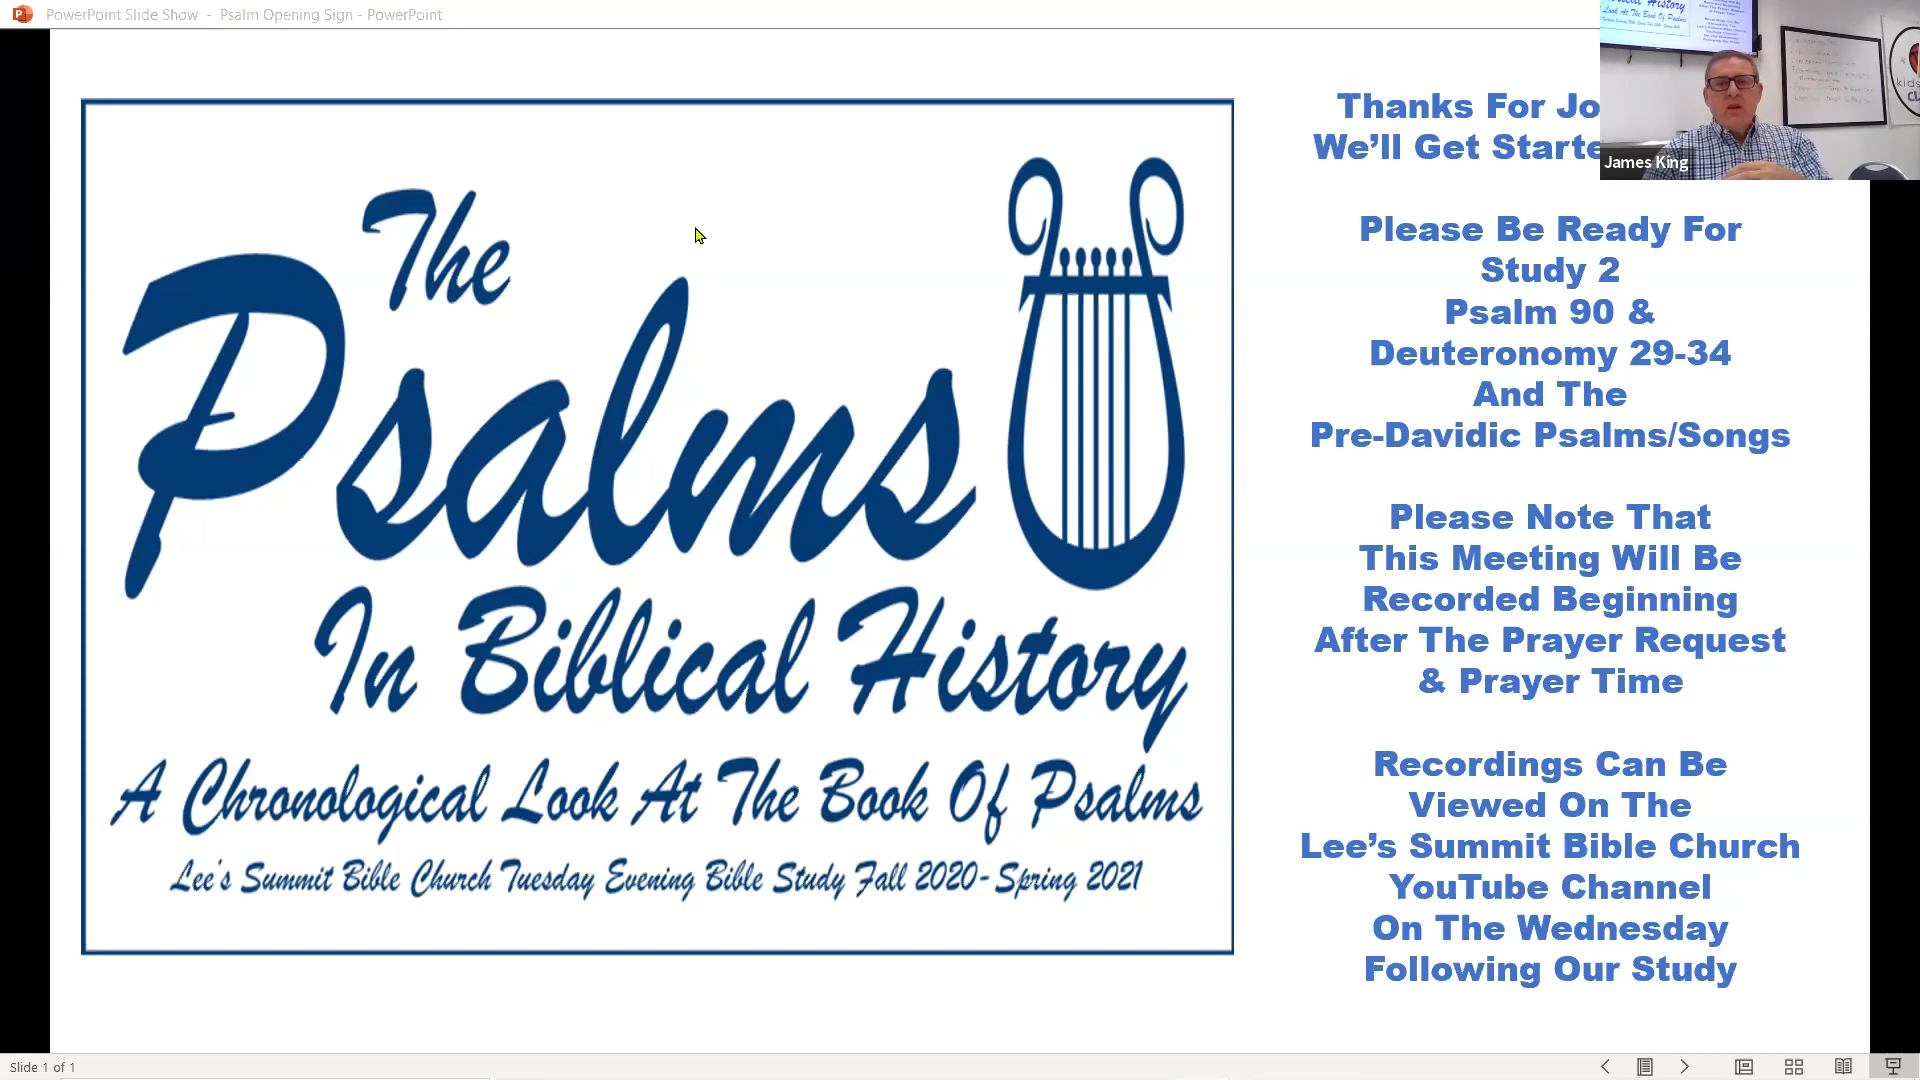 PowerPoint Slide Show - Psalm Opening Sign - PowerPoint
The
Psalms
In Biblical History
A Chronological Look At The Book Of Psalms
Lee's Summit Bible Church Tuesday Evening Bible Study Fall 2020-Spring 2021
Thanks For Jo
We'll Get Starte
Please Be Ready For
Study 2
Psalm 90 &
Deuteronomy 29-34
And The
Pre-Davidic Psalms/Songs
Please Note That
This Meeting Will Be
Recorded Beginning
After The Prayer Request
& Prayer Time
Recordings Can Be
Viewed On The
Lee's Summit Bible Church
YouTube Channel
On The Wednesday
Following Our Study
James King
kids
CL
Slide 1 of 1